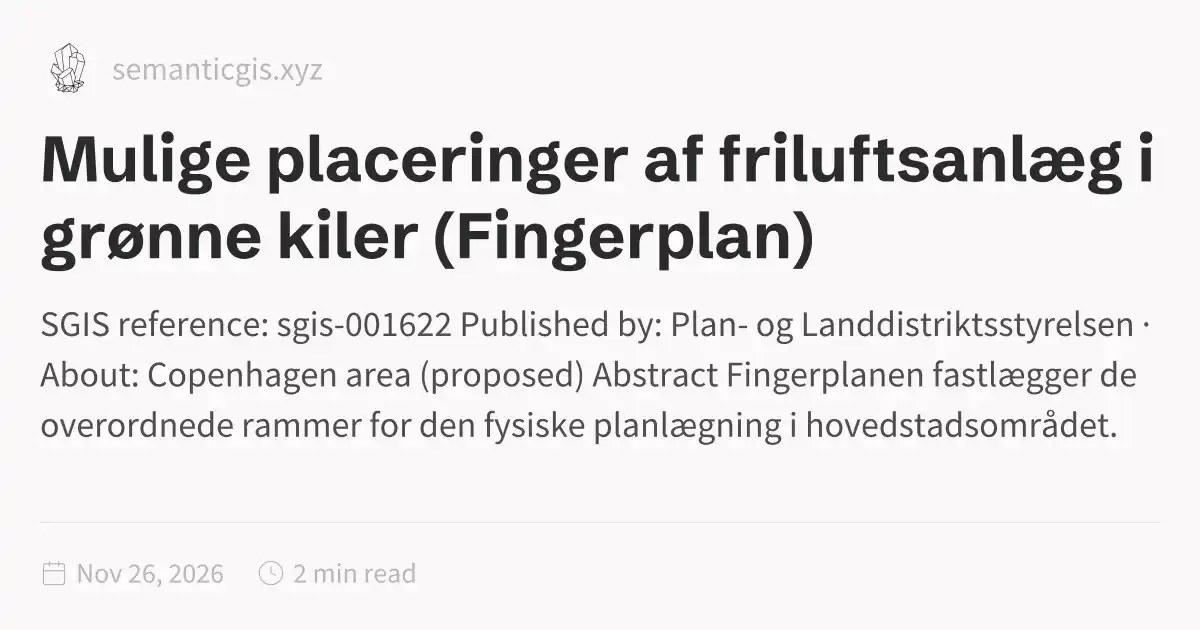 semanticgis.xyz
Mulige placeringer af friluftsanlæg i
grønne kiler (Fingerplan)
SGIS reference: sgis-001622 Published by: Plan- og Landdistriktsstyrelsen ·
About: Copenhagen area (proposed) Abstract Fingerplanen fastlægger de
overordnede rammer for den fysiske planlægning i hovedstadsområdet.
Nov 26, 2026 2 min read